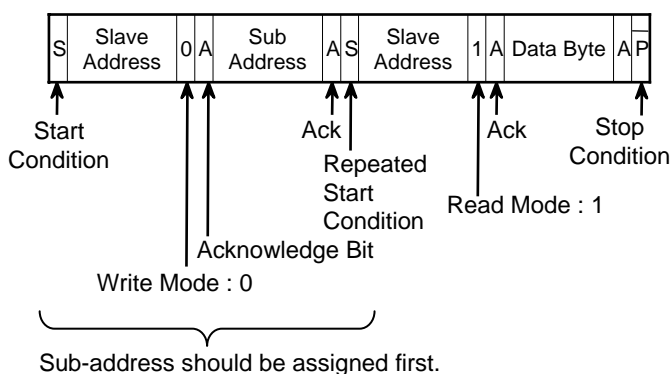 S Slave Address 0 A Sub Address A S Slave Address 1 A Data Byte A P
Start Condition
Ack
Repeated Start Condition
Ack
Stop Condition
Read Mode : 1
Acknowledge Bit
Write Mode : 0
Sub-address should be assigned first.